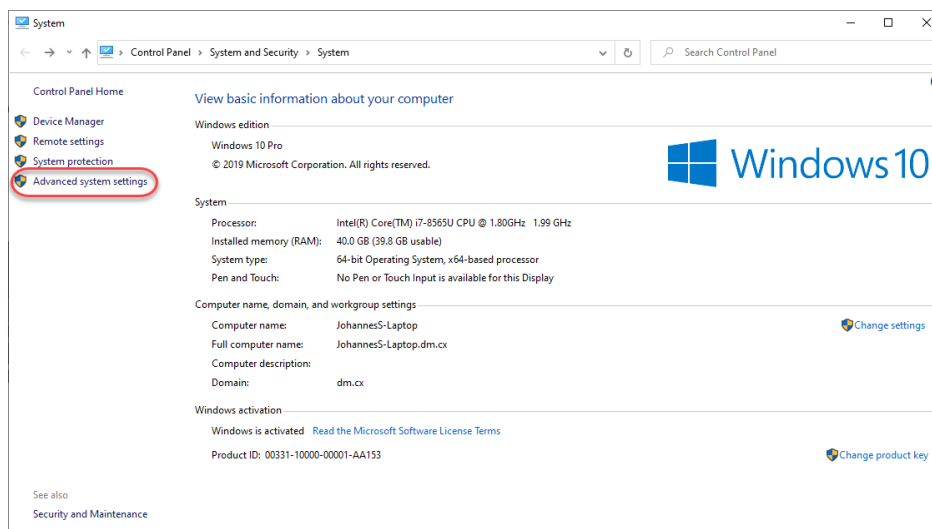 System
Control Panel > System and Security > System
Search Control Panel
Control Panel Home
Device Manager
Remote settings
System protection
Advanced system settings
See also
Security and Maintenance
View basic information about your computer
Windows edition
Windows 10 Pro
© 2019 Microsoft Corporation. All rights reserved.
Windows 10
System
Processor: Intel(R) Core(TM) i7-8565U CPU @ 1.80GHz 1.99 GHz
Installed memory (RAM): 40.0 GB (39.8 GB usable)
System type: 64-bit Operating System, x64-based processor
Pen and Touch: No Pen or Touch Input is available for this Display
Computer name, domain, and workgroup settings
Computer name: JohannesS-Laptop
Change settings
Full computer name: JohannesS-Laptop.dm.cx
Computer description:
Domain: dm.cx
Windows activation
Windows is activated Read the Microsoft Software License Terms
Product ID: 00331-10000-00001-AA153
Change product key